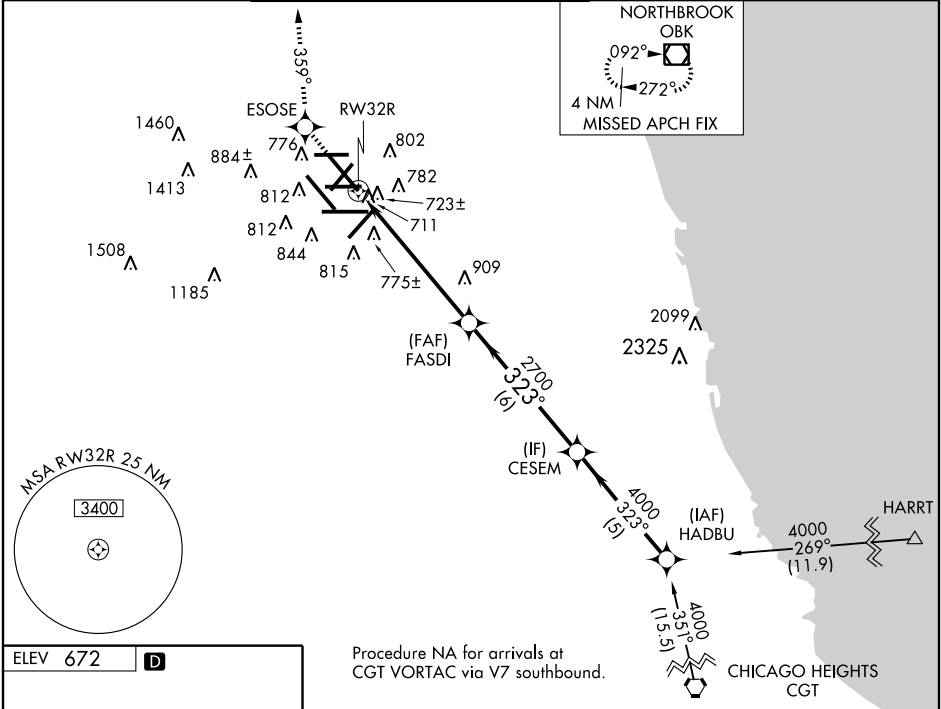 NORTHBROOK
OBK
092°
272°
4 NM
MISSED APCH FIX
359°
ESOSE
RW32R
1460
776
802
884±
1413
782
812
723±
711
812
844
1508
815
775±
1185
909
2099
2325
(FAF)
FASDI
2700
323°
(6)
(IF)
CESEM
MSA RW32R 25 NM
3400
4000
323°
(5)
(IAF)
HADBU
HARRT
4000
269°
(11.9)
4000
351°
(15.5)
ELEV 672
D
Procedure NA for arrivals at
CGT VORTAC via V7 southbound.
CHICAGO HEIGHTS
CGT